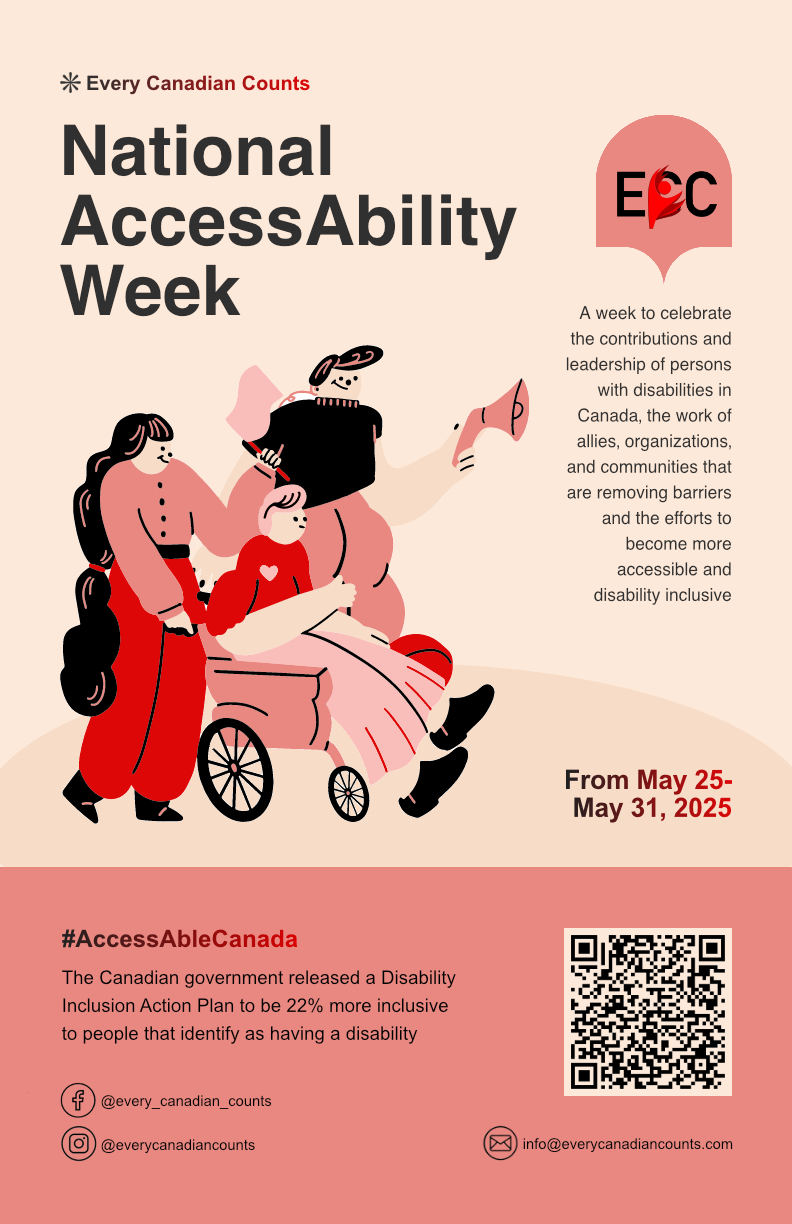 Every Canadian Counts
National
AccessAbility
Week
ECC
A week to celebrate
the contributions and
leadership of persons
with disabilities in
Canada, the work of
allies, organizations,
and communities that
are removing barriers
and the efforts to
become more
accessible and
disability inclusive
From May 25-
May 31, 2025
#AccessAbleCanada
The Canadian government released a Disability
Inclusion Action Plan to be 22% more inclusive
to people that identify as having a disability
@every_canadian_counts
@everycanadiancounts
info@everycanadiancounts.com